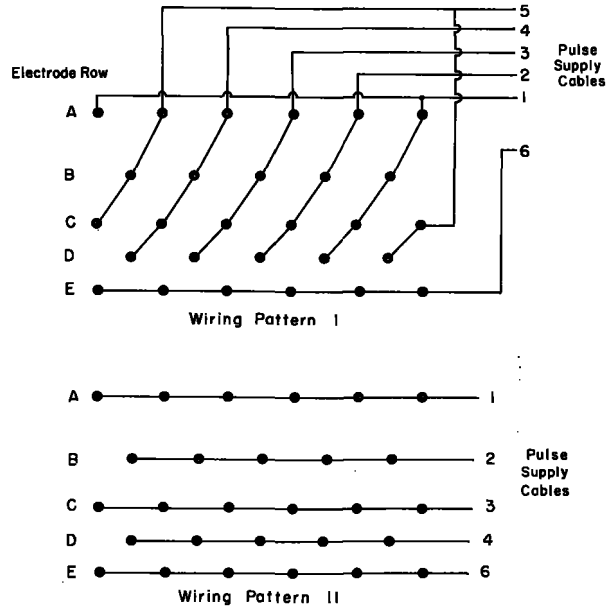 5
4
3
2
1
6
Pulse
Supply
Cables
Electrode Row
A
B
C
D
E
Wiring Pattern I
A
B
C
D
E
1
2
3
4
6
Pulse
Supply
Cables
Wiring Pattern II